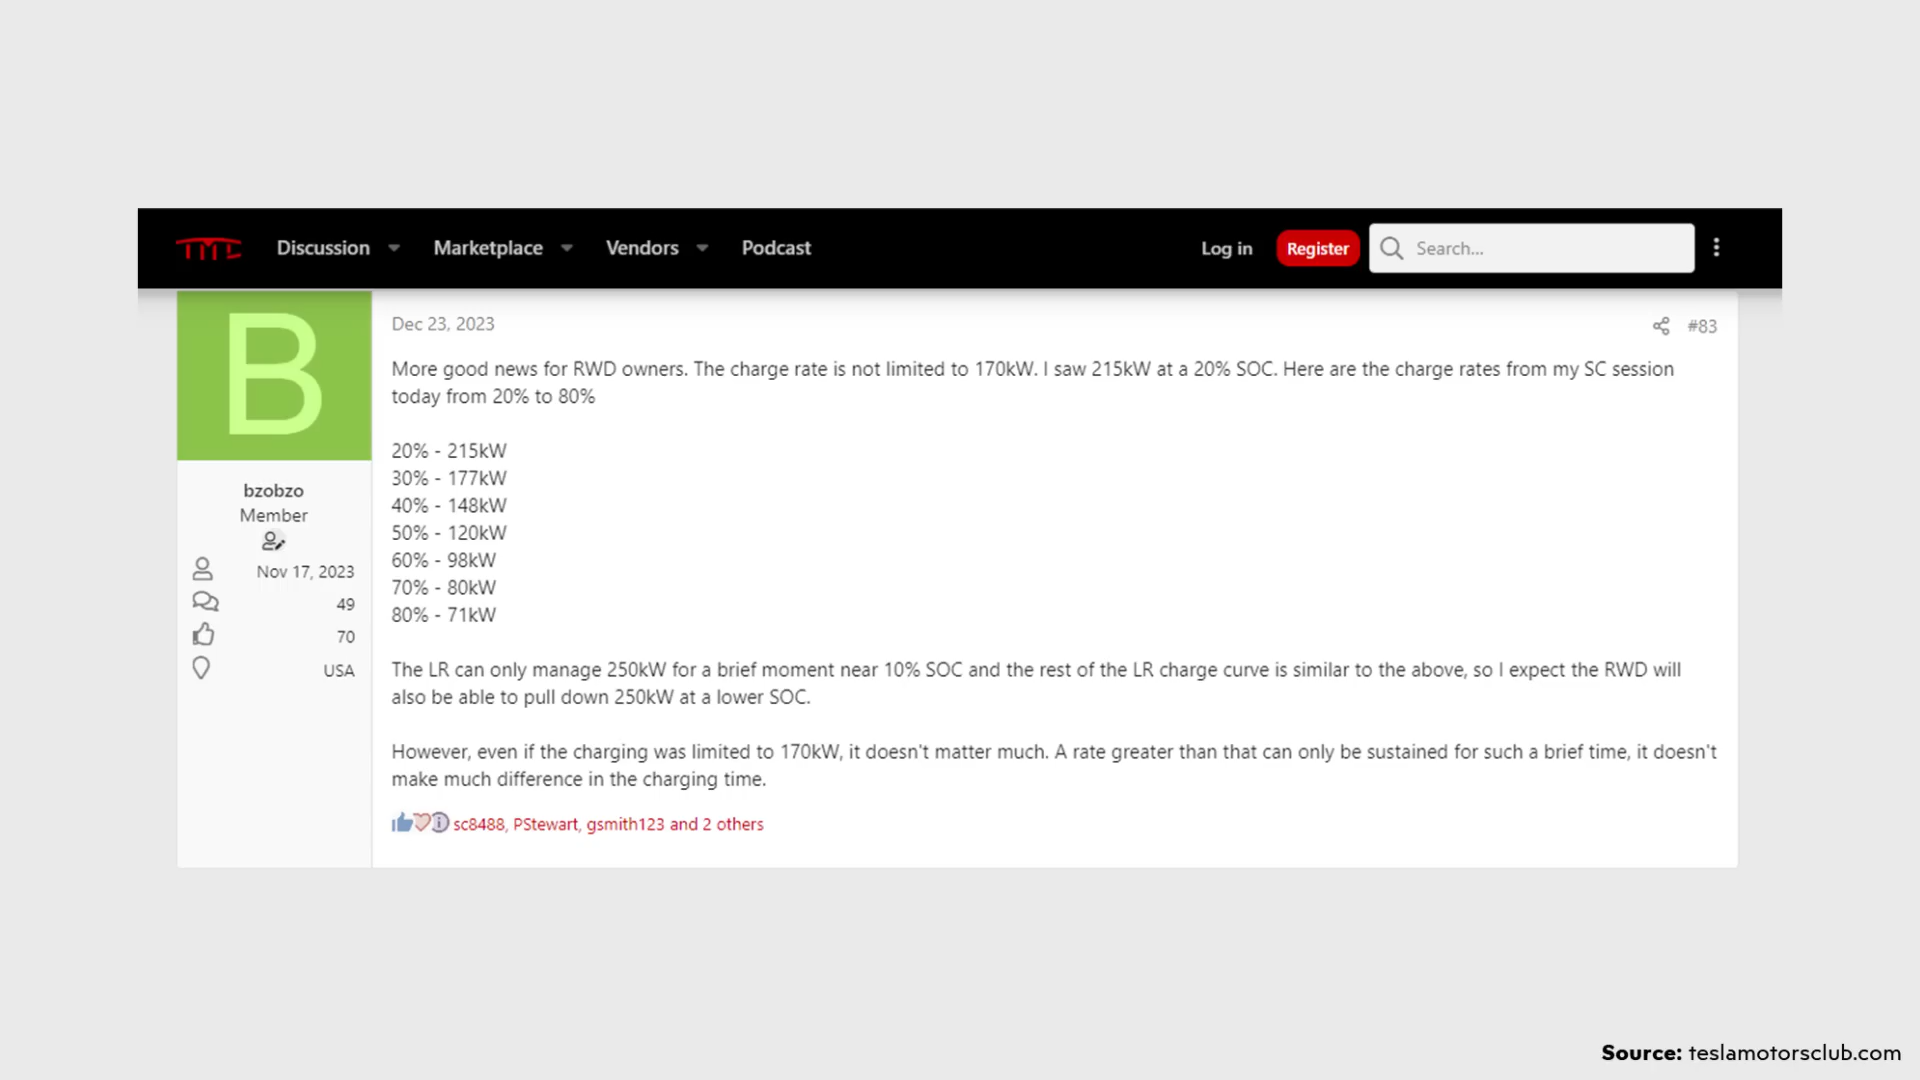 TMC Discussion Marketplace Vendors Podcast Log in Register Search...
B
Dec 23, 2023 #83
More good news for RWD owners. The charge rate is not limited to 170kW. I saw 215kW at a 20% SOC. Here are the charge rates from my SC session
today from 20% to 80%
20% - 215kW
30% - 177kW
40% - 148kW
50% - 120kW
60% - 98kW
70% - 80kW
80% - 71kW
bzobzo
Member
Nov 17, 2023
49
70
USA
The LR can only manage 250kW for a brief moment near 10% SOC and the rest of the LR charge curve is similar to the above, so I expect the RWD will
also be able to pull down 250kW at a lower SOC.
However, even if the charging was limited to 170kW, it doesn't matter much. A rate greater than that can only be sustained for such a brief time, it doesn't
make much difference in the charging time.
sc8488, PStewart, gsmith123 and 2 others
Source: teslamotorsclub.com